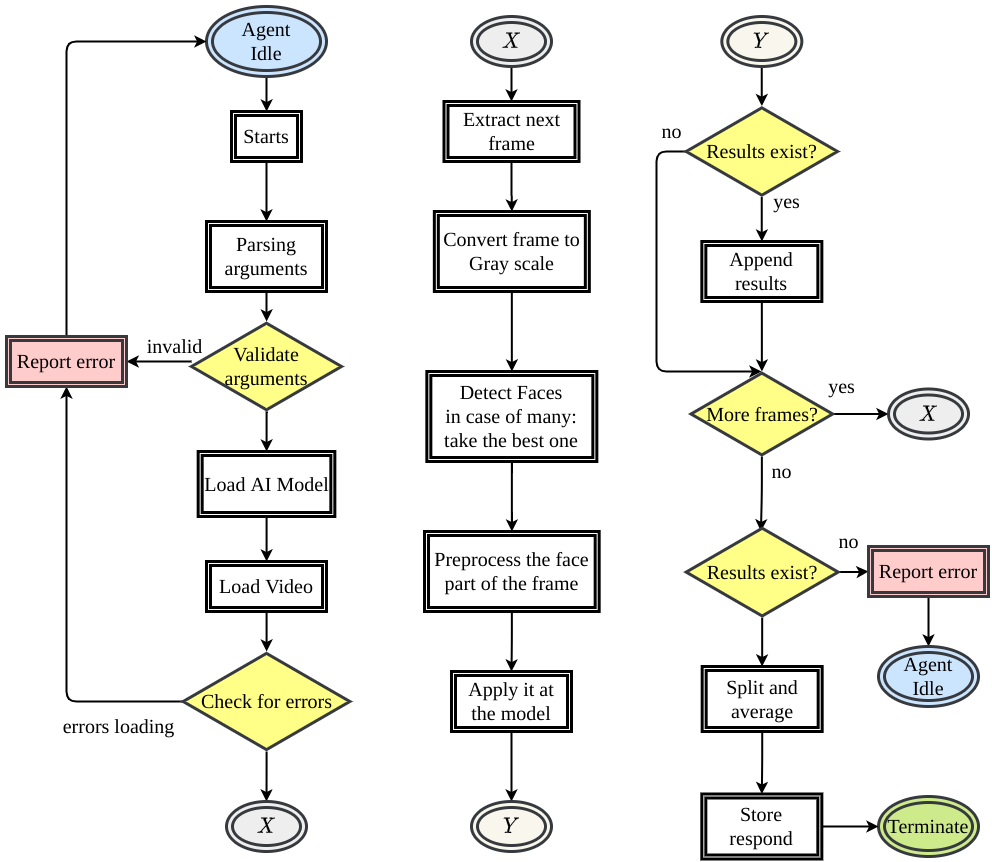 Agent
Idle
Starts
Parsing
arguments
invalid
Report error
Validate
arguments
Load AI Model
Load Video
Check for errors
errors loading
X
X
Extract next
frame
Convert frame to
Gray scale
Detect Faces
in case of many:
take the best one
Preprocess the face
part of the frame
Apply it at
the model
Y
Y
no
Results exist?
yes
Append
results
yes
More frames?
X
no
no
Results exist?
Report error
Agent
Idle
Split and
average
Store
respond
Terminate